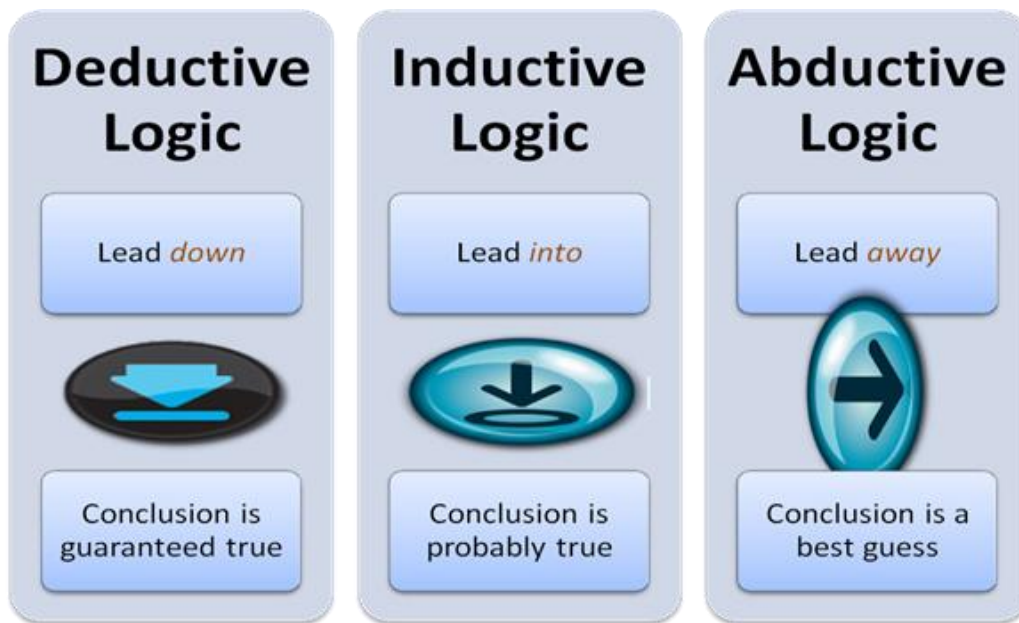 Deductive
Logic
Lead down
Conclusion is
guaranteed true
Inductive
Logic
Lead into
Conclusion is
probably true
Abductive
Logic
Lead away
Conclusion is a
best guess